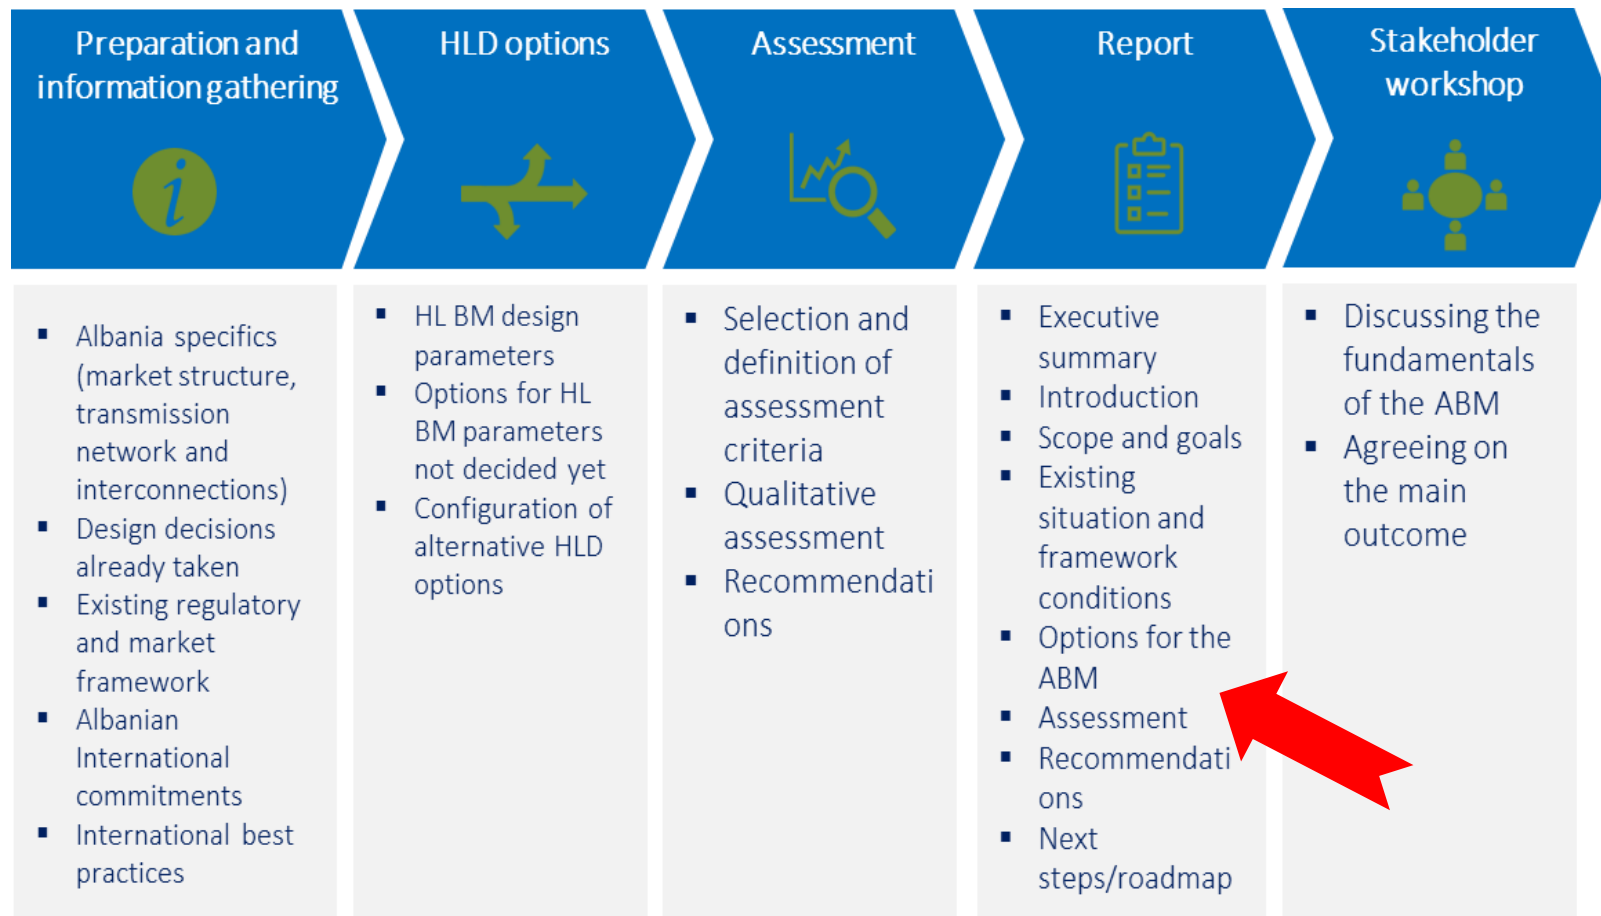 Preparation and
information gathering
HLD options
Assessment
Report
Stakeholder
workshop
i
▪ Albania specifics
(market structure,
transmission
network and
interconnections)
▪ Design decisions
already taken
▪ Existing regulatory
and market
framework
▪ Albanian
International
commitments
▪ International best
practices
▪ HL BM design
parameters
▪ Options for HL
BM parameters
not decided yet
▪ Configuration of
alternative HLD
options
▪ Selection and
definition of
assessment
criteria
▪ Qualitative
assessment
▪ Recommendati
ons
▪ Executive
summary
▪ Introduction
▪ Scope and goals
▪ Existing
situation and
framework
conditions
▪ Options for the
ABM
▪ Assessment
▪ Recommendati
ons
▪ Next
steps/roadmap
▪ Discussing the
fundamentals
of the ABM
▪ Agreeing on
the main
outcome